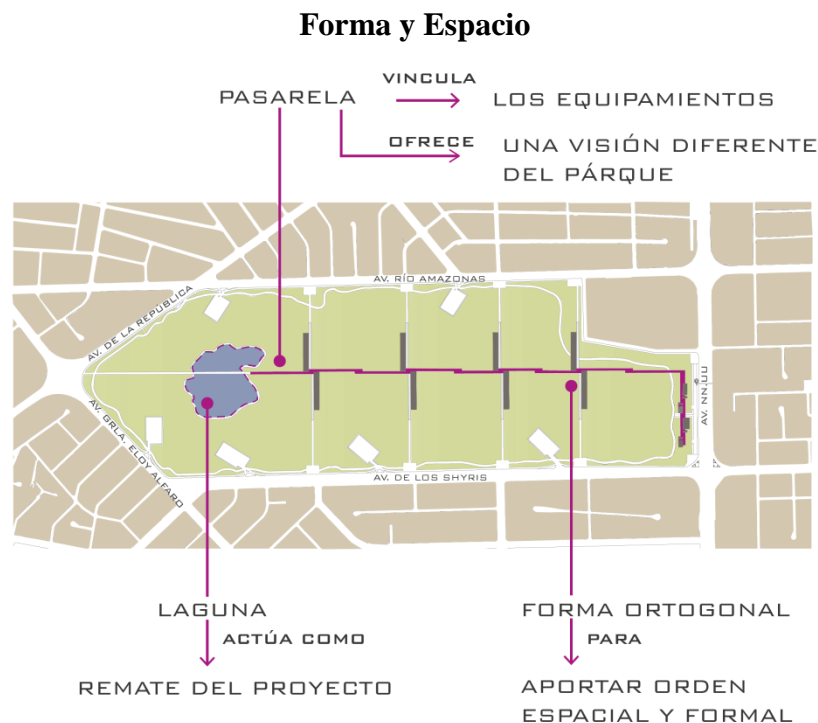 Forma y Espacio
VINCULA
PASARELA
LOS EQUIPAMIENTOS
OFRECE
UNA VISIÓN DIFERENTE
DEL PÁRQUE
AV. RÍO AMAZONAS
AV. DE LA REPÚBLICA
AV. NN.UU
AV. GRLA. ELOY ALFARO
AV. DE LOS SHYRIS
LAGUNA
ACTÚA COMO
REMATE DEL PROYECTO
FORMA ORTOGONAL
PARA
APORTAR ORDEN
ESPACIAL Y FORMAL